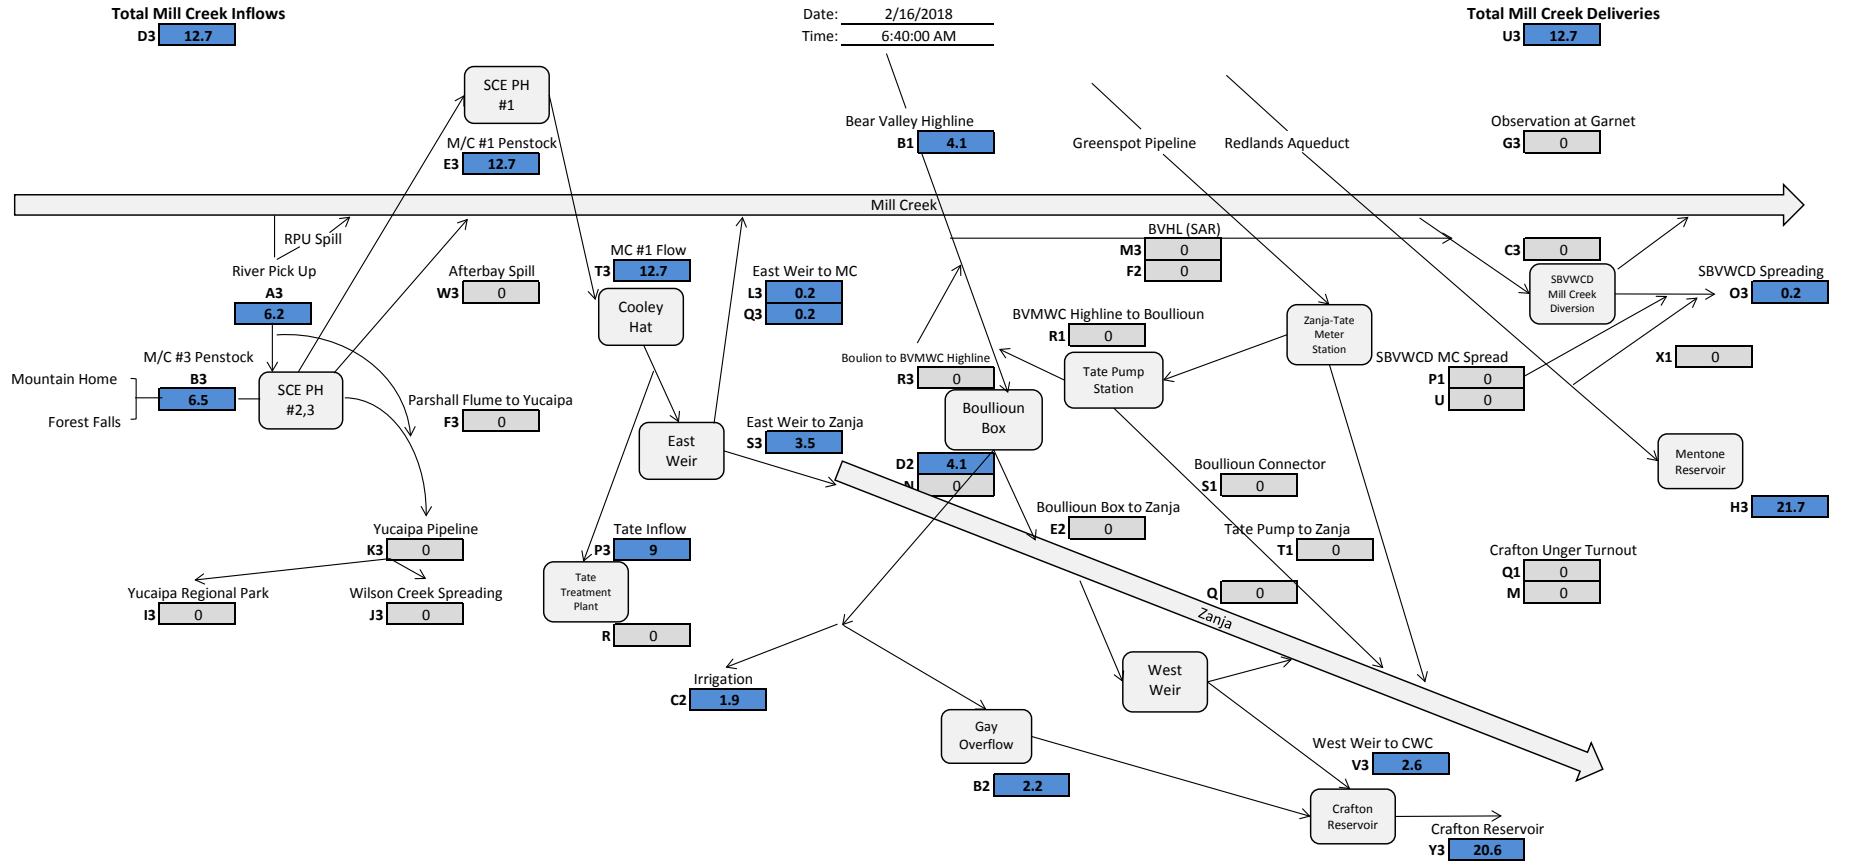 Total Mill Creek Inflows
D3 12.7
Date: 2/16/2018
Time: 6:40:00 AM
Total Mill Creek Deliveries
U3 12.7
SCE PH
#1
M/C #1 Penstock
E3 12.7
Bear Valley Highline
B1 4.1
Greenspot Pipeline
Redlands Aqueduct
Observation at Garnet
G3 0
Mill Creek
RPU Spill
River Pick Up
A3
6.2
Afterbay Spill
W3 0
MC #1 Flow
T3 12.7
Cooley
Hat
East Weir to MC
L3 0.2
Q3 0.2
BVHL (SAR)
M3 0
F2 0
C3 0
SBVWCD
Mill Creek
Diversion
SBVWCD Spreading
O3 0.2
BVMWC Highline to Boullioun
R1 0
Zanja-Tate
Meter
Station
M/C #3 Penstock
B3 6.5
Mountain Home
Forest Falls
SCE PH
#2,3
Boulion to BVMWC Highline
R3 0
Tate Pump
Station
SBVWCD MC Spread
P1 0
U 0
X1 0
Parshall Flume to Yucaipa
F3 0
East
Weir
East Weir to Zanja
S3 3.5
Boullioun
Box
D2 4.1
N 0
Boullioun Connector
S1 0
Mentone
Reservoir
H3 21.7
Yucaipa Pipeline
K3 0
Tate Inflow
P3 9
Boullioun Box to Zanja
E2 0
Tate Pump to Zanja
T1 0
Crafton Unger Turnout
Q1 0
M 0
Yucaipa Regional Park
I3 0
Wilson Creek Spreading
J3 0
Tate
Treatment
Plant
R 0
Q 0
Zanja
Irrigation
C2 1.9
West
Weir
Gay
Overflow
B2 2.2
West Weir to CWC
V3 2.6
Crafton
Reservoir
Crafton Reservoir
Y3 20.6